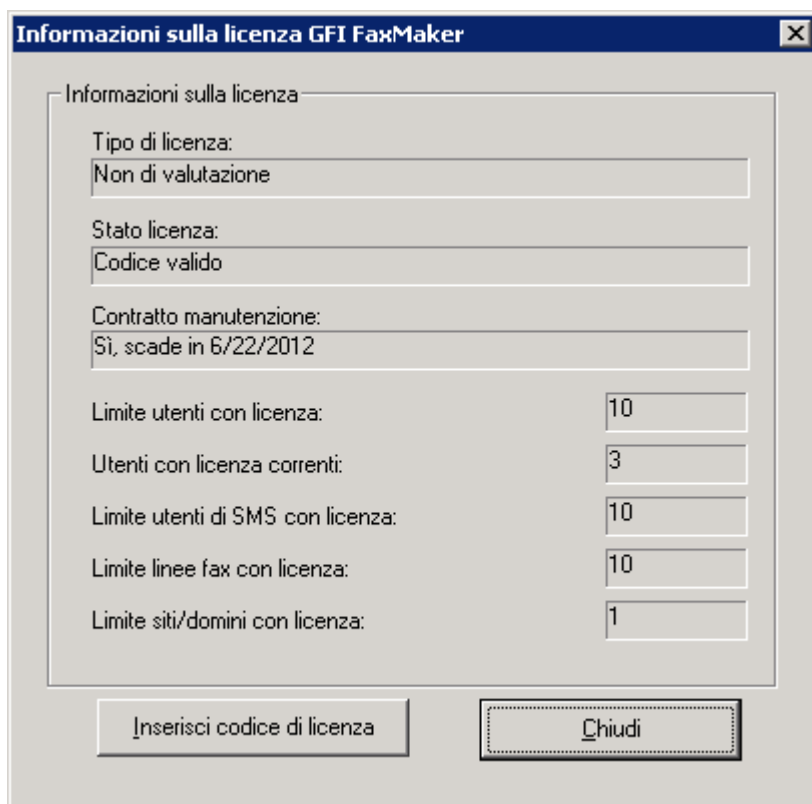 Informazioni sulla licenza GFI FaxMaker
Informazioni sulla licenza
Tipo di licenza:
Non di valutazione
Stato licenza:
Codice valido
Contratto manutenzione:
Sì, scade in 6/22/2012
Limite utenti con licenza: 10
Utenti con licenza correnti: 3
Limite utenti di SMS con licenza: 10
Limite linee fax con licenza: 10
Limite siti/domini con licenza: 1
Inserisci codice di licenza Chiudi